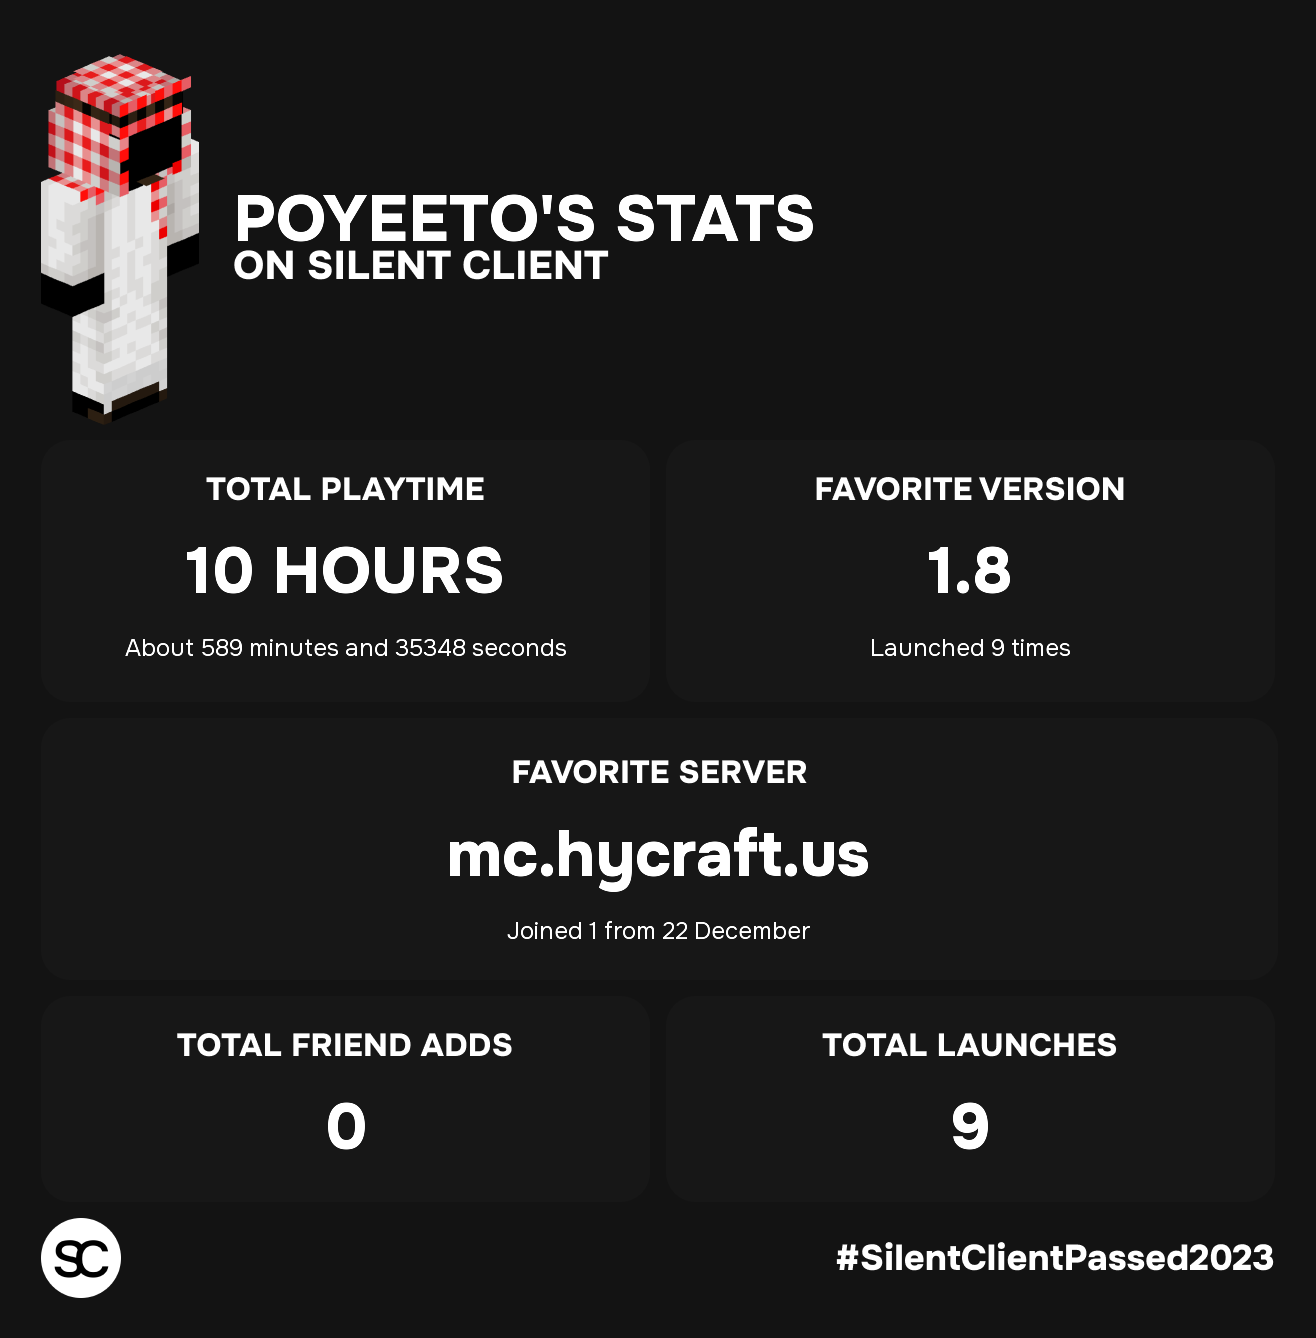 POYEETO'S STATS
ON SILENT CLIENT
TOTAL PLAYTIME
10 HOURS
About 589 minutes and 35348 seconds
FAVORITE VERSION
1.8
Launched 9 times
FAVORITE SERVER
mc.hycraft.us
Joined 1 from 22 December
TOTAL FRIEND ADDS
0
TOTAL LAUNCHES
9
SC
#SilentClientPassed2023